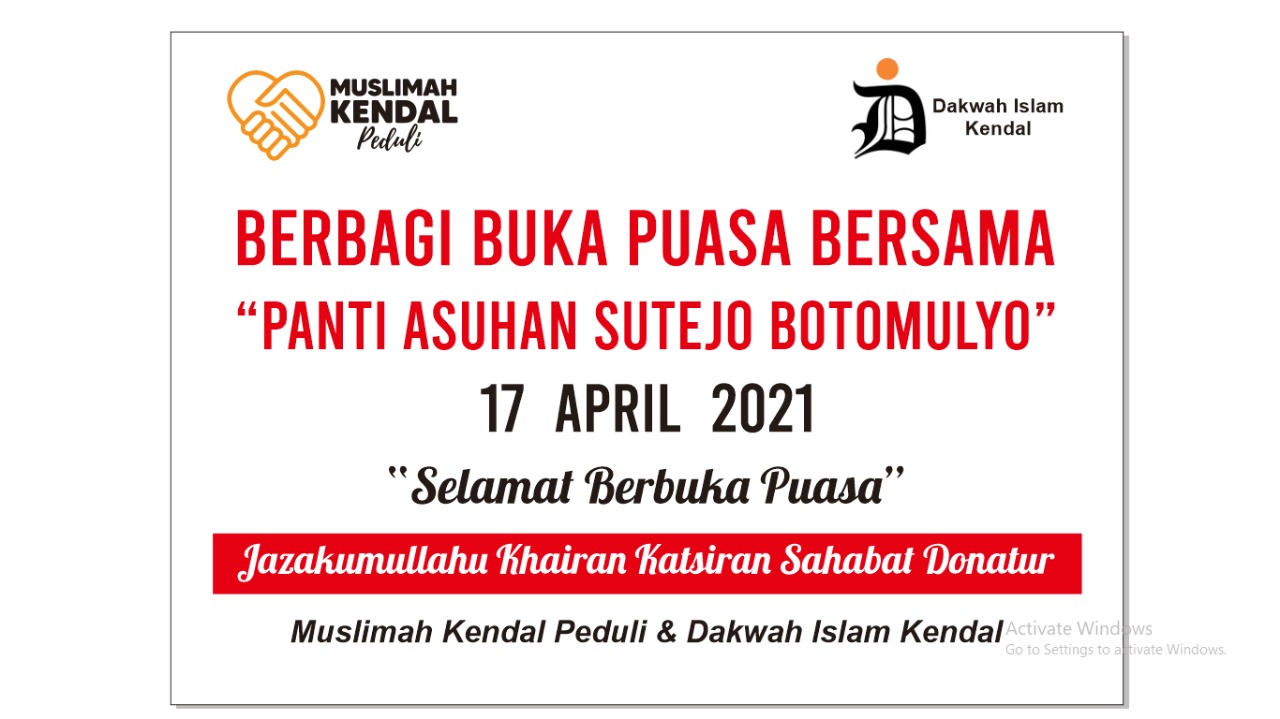 MUSLIMAH
KENDAL
Peduli
Dakwah Islam
Kendal
BERBAGI BUKA PUASA BERSAMA
“PANTI ASUHAN SUTEJO BOTOMULYO”
17 APRIL 2021
“Selamat Berbuka Puasa”
Jazakumullahu Khairan Katsiran Sahabat Donatur
Muslimah Kendal Peduli & Dakwah Islam Kendal
Activate Windows
Go to Settings to activate Windows.